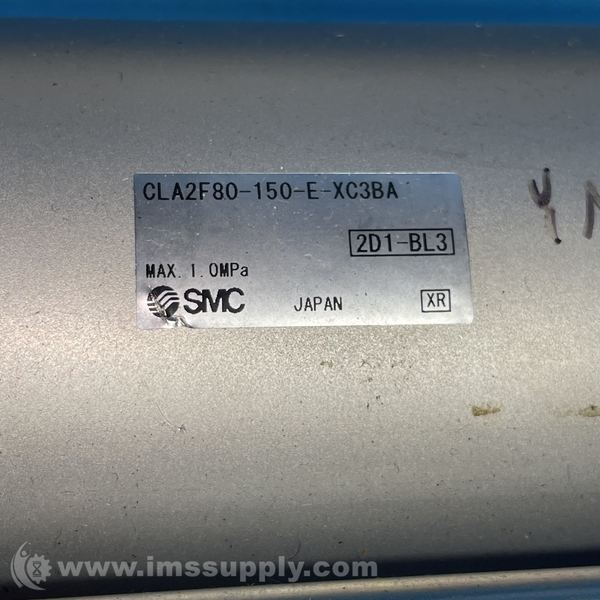 CLA2F80-150-E-XC3BA
2D1-BL3
MAX. 1.0MPa
SMC JAPAN XR
www.imssupply.com